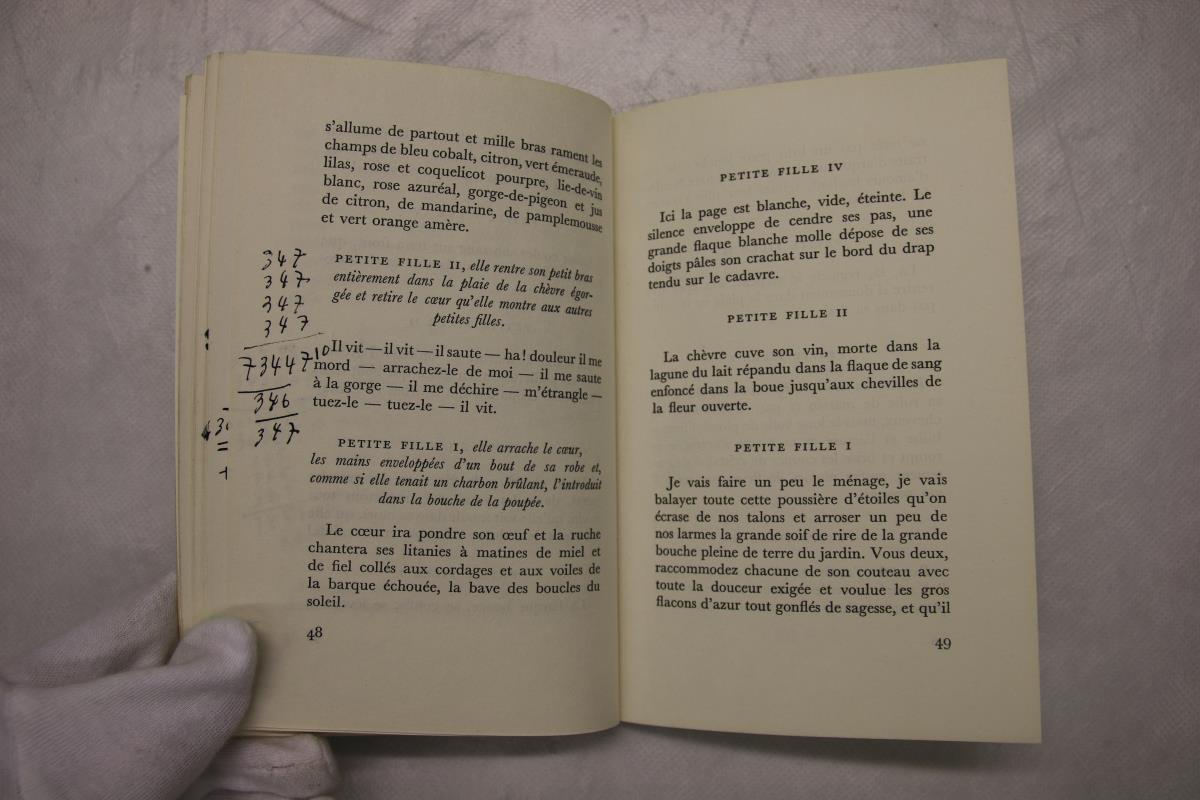 s'allume de partout et mille bras rament les
champs de bleu cobalt, citron, vert émeraude,
lilas, rose et coquelicot pourpre, lie-de-vin
blanc, rose azuréal, gorge-de-pigeon et jus
de citron, de mandarine, de pamplemousse
et vert orange amère.
PETITE FILLE II, elle rentre son petit bras
entièrement dans la plaie de la chèvre égor-
gée et retire le cœur qu'elle montre aux autres
petites filles.
Il vit — il vit — il saute — ha! douleur il me
mord — arrachez-le de moi — il me saute
à la gorge — il me déchire — m'étrangle —
tuez-le — tuez-le — il vit.
PETITE FILLE I, elle arrache le cœur,
les mains enveloppées d'un bout de sa robe et,
comme si elle tenait un charbon brûlant, l'introduit
dans la bouche de la poupée.
Le cœur ira pondre son œuf et la ruche
chantera ses litanies à matines de miel et
de fiel collés aux cordages et aux voiles de
la barque échouée, la bave des boucles du
soleil.
48
347
347
347
347
73447
10
346
347
PETITE FILLE IV
Ici la page est blanche, vide, éteinte. Le
silence enveloppe de cendre ses pas, une
grande flaque blanche molle dépose de ses
doigts pâles son crachat sur le bord du drap
tendu sur le cadavre.
PETITE FILLE II
La chèvre cuve son vin, morte dans la
lagune du lait répandu dans la flaque de sang
enfoncé dans la boue jusqu'aux chevilles de
la fleur ouverte.
PETITE FILLE I
Je vais faire un peu le ménage, je vais
balayer toute cette poussière d'étoiles qu'on
écrase de nos talons et arroser un peu de
nos larmes la grande soif de rire de la grande
bouche pleine de terre du jardin. Vous deux,
raccommodez chacune de son couteau avec
toute la douceur exigée et voulue les gros
flacons d'azur tout gonflés de sagesse, et qu'il
49